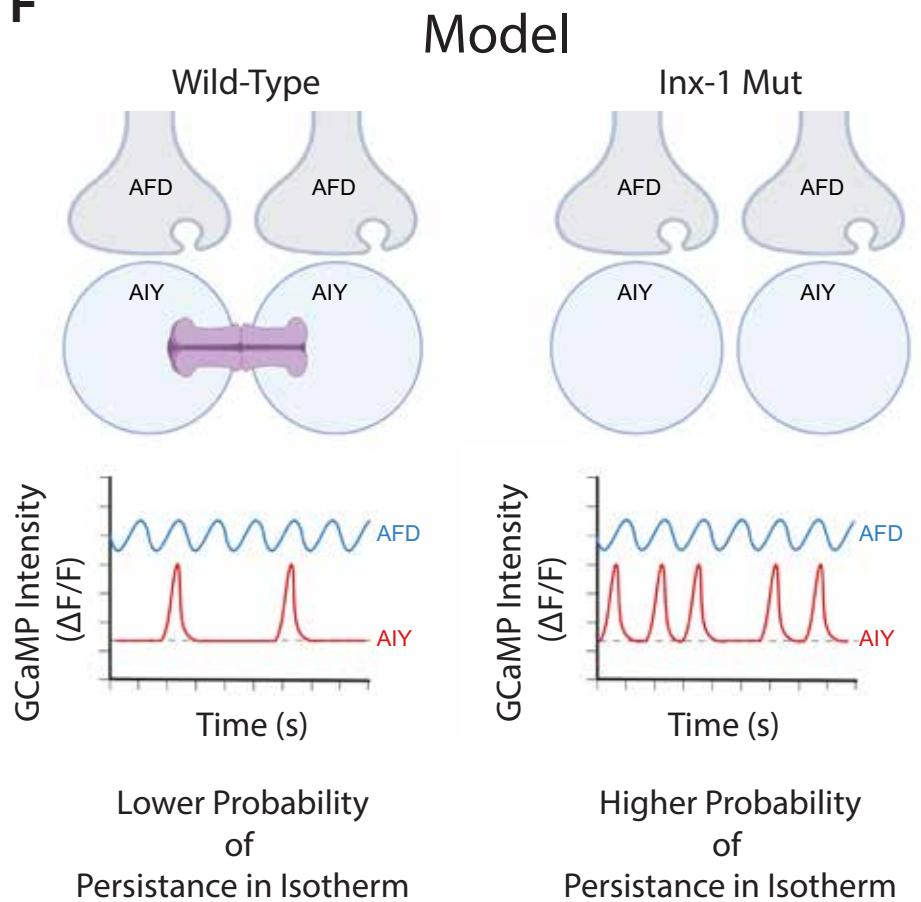 F
Model
Wild-Type
Inx-1 Mut
AFD
AFD
AFD
AFD
AIY
AIY
AIY
AIY
GCaMP Intensity
(ΔF/F)
AFD
AIY
Time (s)
GCaMP Intensity
(ΔF/F)
AFD
AIY
Time (s)
Lower Probability
of
Persistance in Isotherm
Higher Probability
of
Persistance in Isotherm